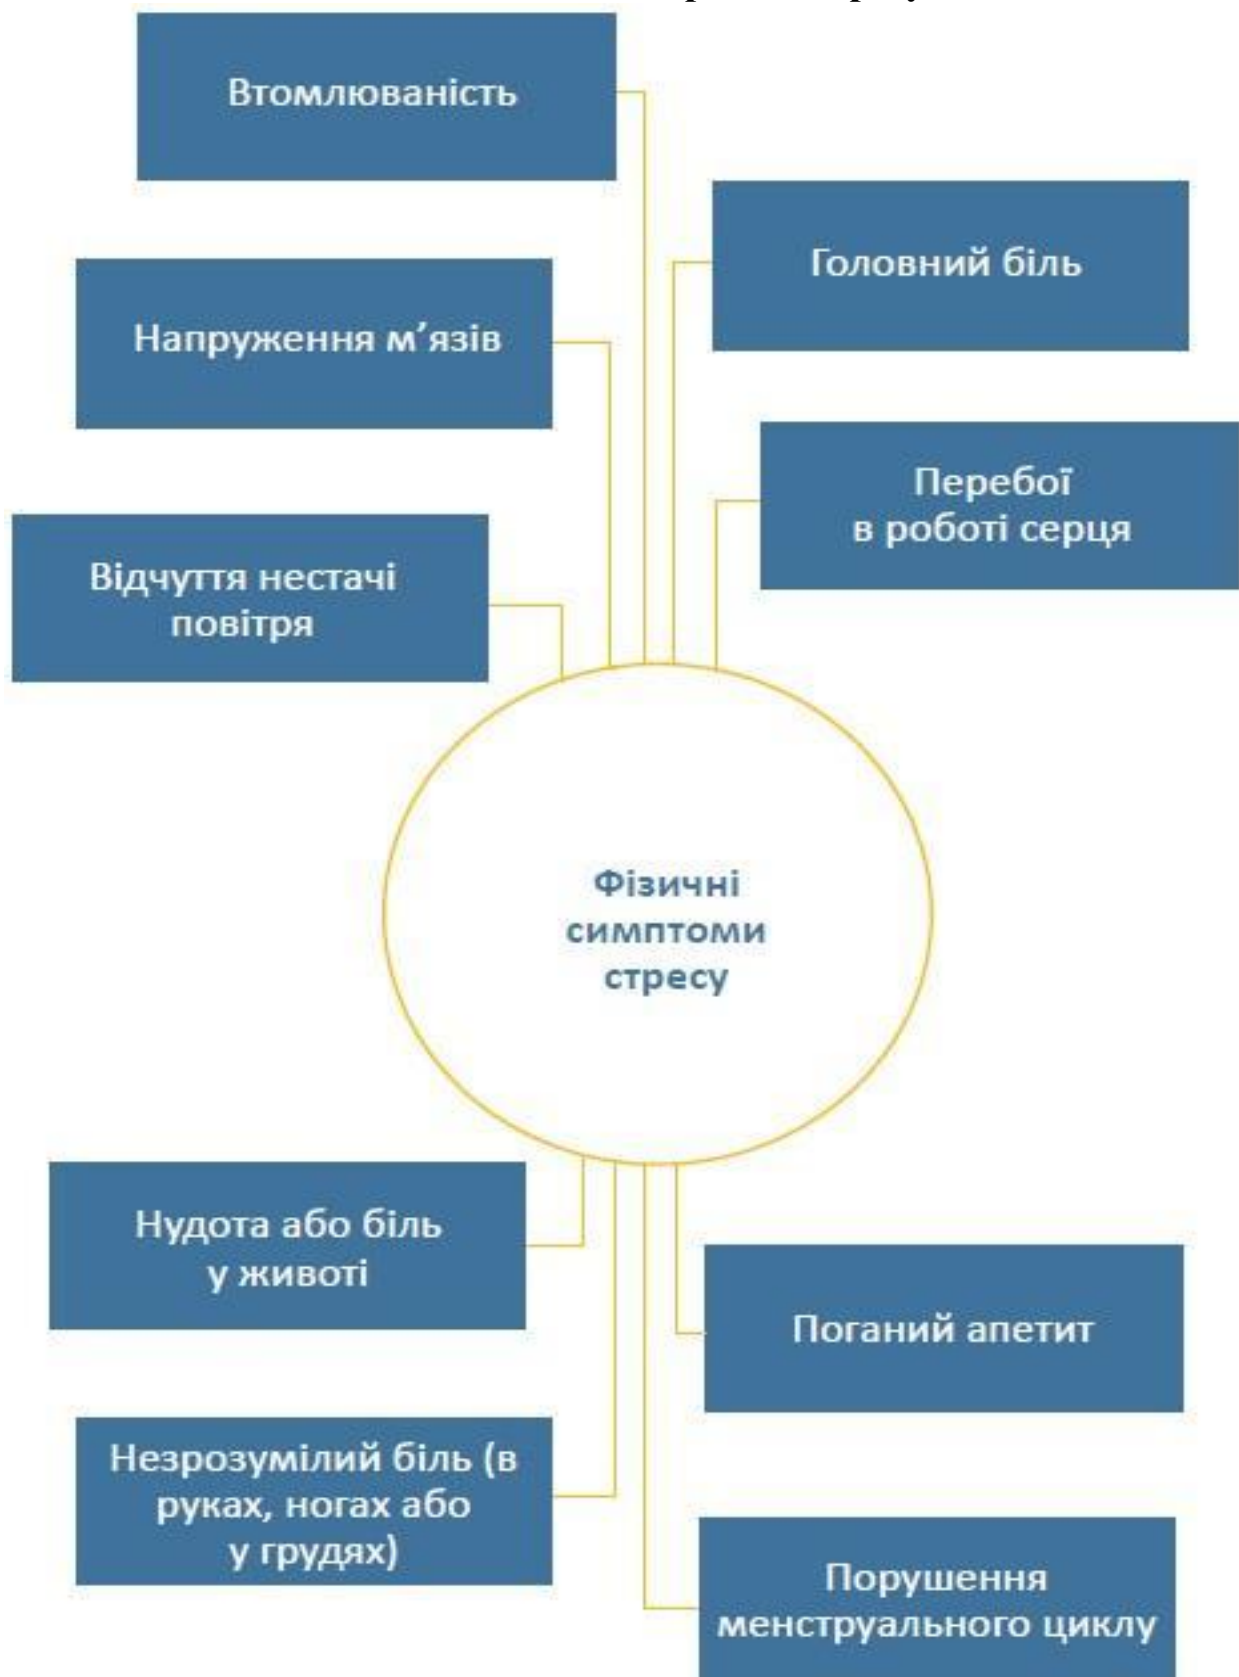 Втомлюваність
Головний біль
Напруження м’язів
Перебої
в роботі серця
Відчуття нестачі
повітря
Фізичні
симптоми
стресу
Нудота або біль
у животі
Поганий апетит
Незрозумілий біль (в
руках, ногах або
у грудях)
Порушення
менструального циклу